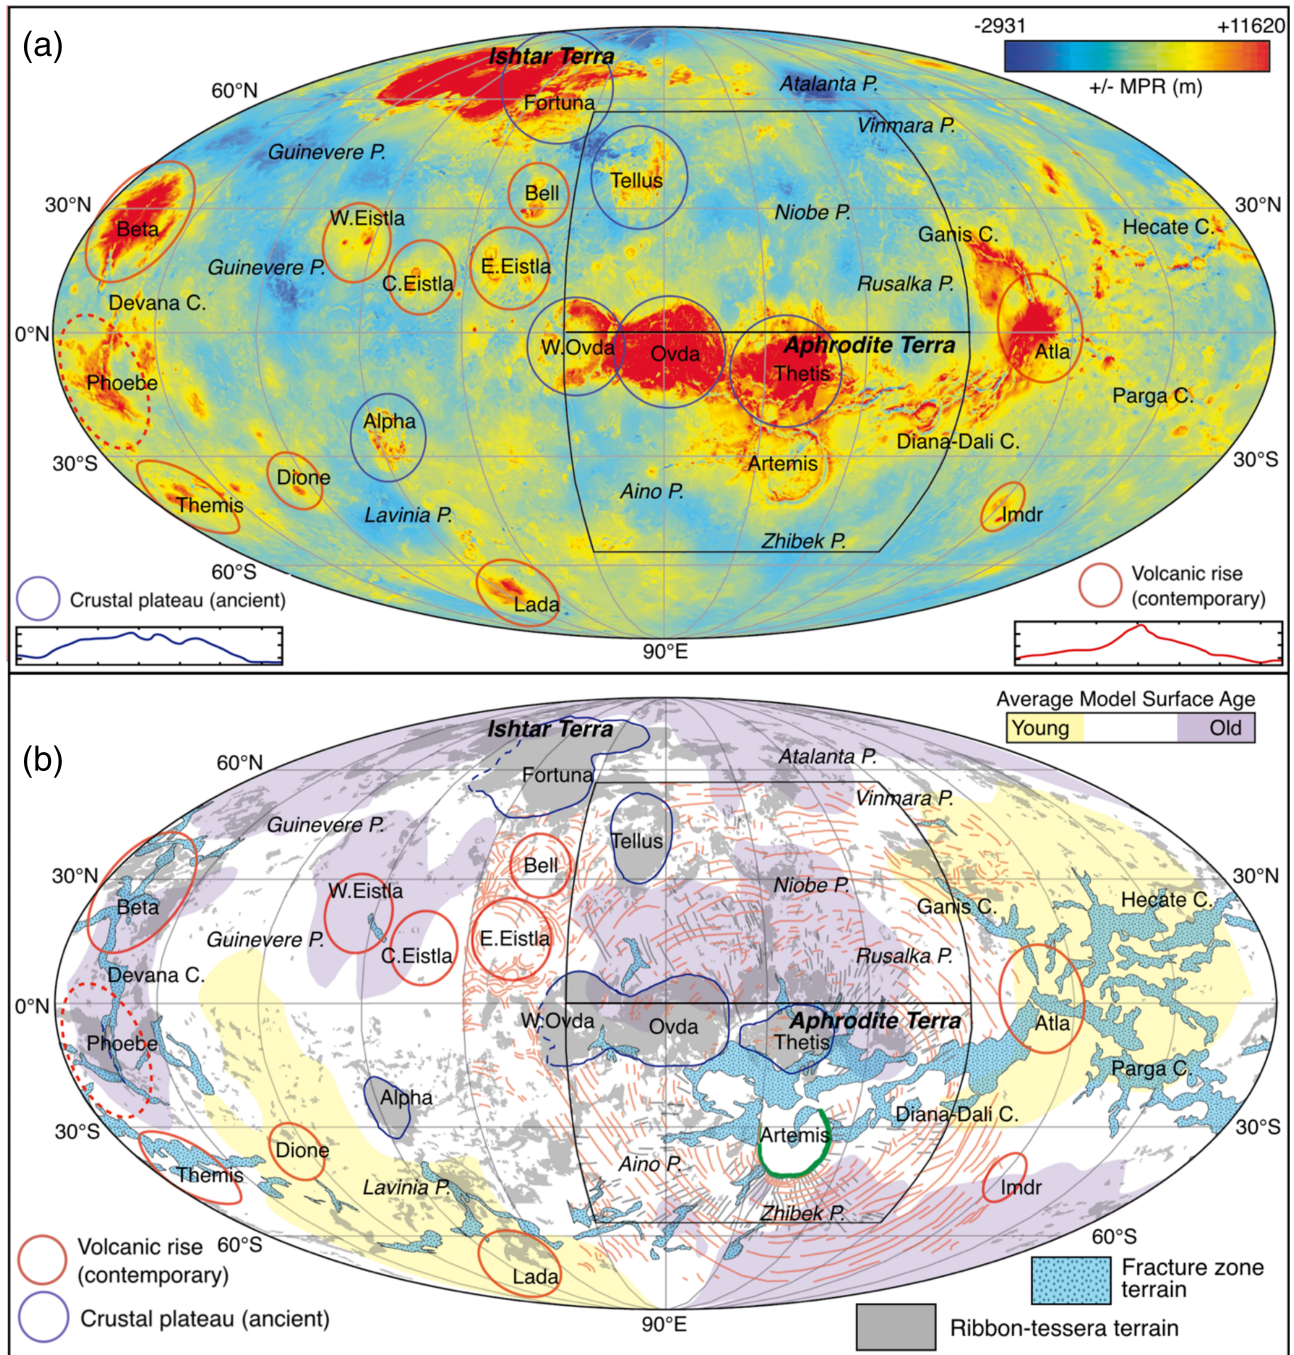 (a)
-2931
+11620
+/- MPR (m)
Ishtar Terra
60°N
Fortuna
Atalanta P.
Vinmara P.
Guinevere P.
30°N
Bell
Tellus
30°N
Beta
W.Eistla
Niobe P.
Ganis C.
Hecate C.
Guinevere P.
C.Eistla
E.Eistla
Rusalka P.
Devana C.
0°N
W.Ovda
Ovda
Aphrodite Terra
Atla
Thetis
Phoebe
Parga C.
Alpha
Diana-Dali C.
30°S
Artemis
30°S
Dione
Themis
Aino P.
Lavinia P.
Imdr
Zhibek P.
60°S
Crustal plateau (ancient)
Lada
Volcanic rise
(contemporary)
90°E
(b)
Average Model Surface Age
Young
Old
Ishtar Terra
60°N
Fortuna
Atalanta P.
Vinmara P.
Guinevere P.
Tellus
30°N
Bell
30°N
Beta
W.Eistla
Niobe P.
Ganis C.
Hecate C.
Guinevere P.
C.Eistla
E.Eistla
Rusalka P.
Devana C.
0°N
W.Ovda
Ovda
Aphrodite Terra
Atla
Thetis
Phoebe
Parga C.
Alpha
Diana-Dali C.
30°S
Artemis
30°S
Dione
Themis
Aino P.
Lavinia P.
Imdr
Zhibek P.
60°S
60°S
Volcanic rise
(contemporary)
Lada
Fracture zone
terrain
Crustal plateau (ancient)
90°E
Ribbon-tessera terrain